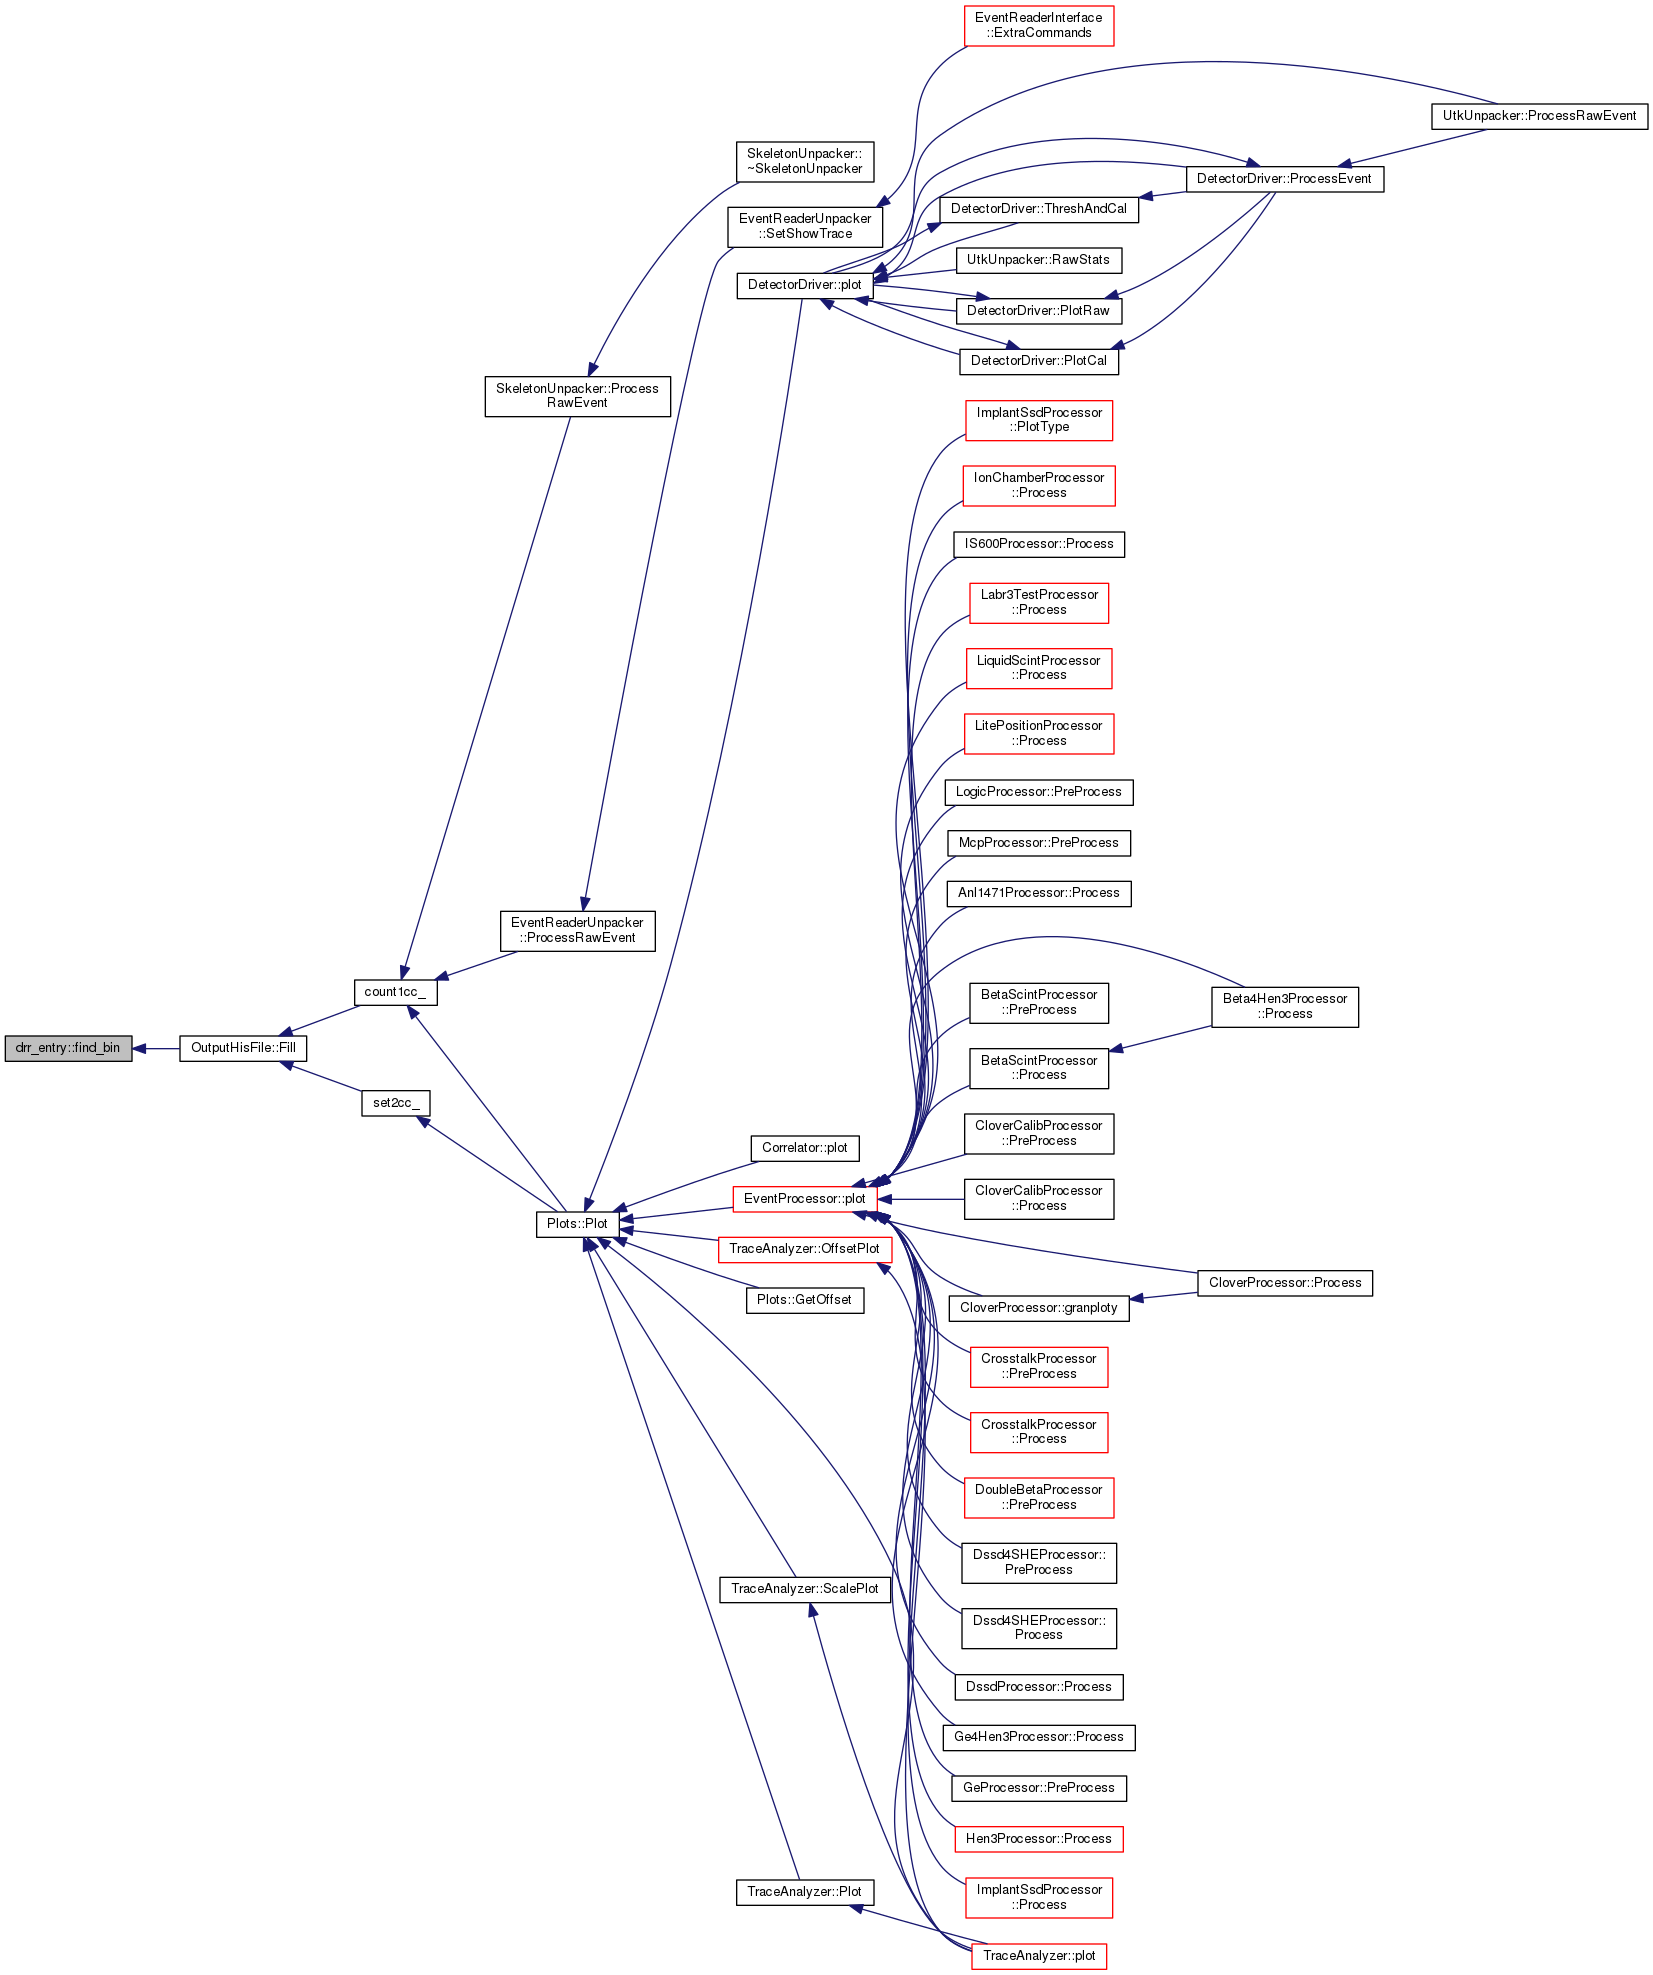 EventReaderInterface
::ExtraCommands
UtkUnpacker::ProcessRawEvent
SkeletonUnpacker::
~SkeletonUnpacker
DetectorDriver::ProcessEvent
DetectorDriver::ThreshAndCal
EventReaderUnpacker
::SetShowTrace
UtkUnpacker::RawStats
DetectorDriver::plot
DetectorDriver::PlotRaw
DetectorDriver::PlotCal
SkeletonUnpacker::Process
RawEvent
ImplantSsdProcessor
::PlotType
IonChamberProcessor
::Process
IS600Processor::Process
Labr3TestProcessor
::Process
LiquidScintProcessor
::Process
LitePositionProcessor
::Process
LogicProcessor::PreProcess
McpProcessor::PreProcess
Anl1471Processor::Process
EventReaderUnpacker
::ProcessRawEvent
count1cc_
BetaScintProcessor
::PreProcess
Beta4Hen3Processor
::Process
drr_entry::find_bin
OutputHisFile::Fill
BetaScintProcessor
::Process
set2cc_
CloverCalibProcessor
::PreProcess
Correlator::plot
EventProcessor::plot
CloverCalibProcessor
::Process
Plots::Plot
TraceAnalyzer::OffsetPlot
CloverProcessor::Process
Plots::GetOffset
CloverProcessor::granploty
CrosstalkProcessor
::PreProcess
CrosstalkProcessor
::Process
DoubleBetaProcessor
::PreProcess
Dssd4SHEProcessor::
PreProcess
TraceAnalyzer::ScalePlot
Dssd4SHEProcessor::
Process
DssdProcessor::Process
Ge4Hen3Processor::Process
GeProcessor::PreProcess
Hen3Processor::Process
TraceAnalyzer::Plot
ImplantSsdProcessor
::Process
TraceAnalyzer::plot